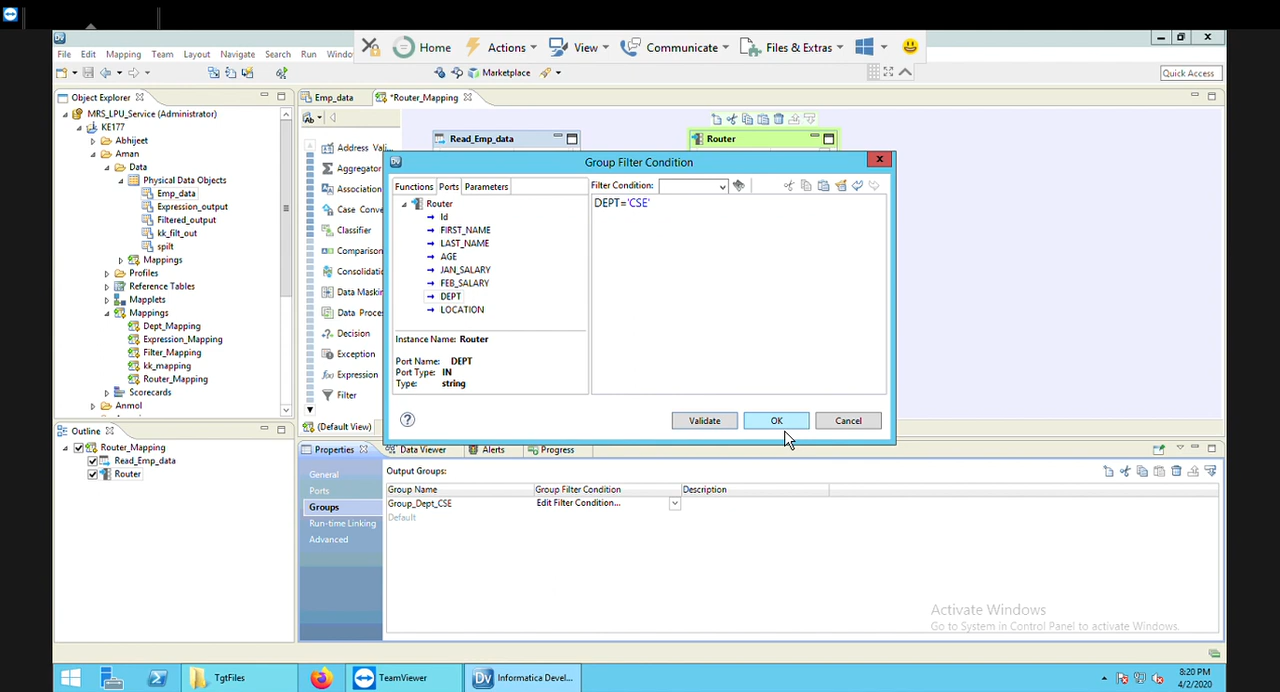 Home
Actions
View
Communicate
Files & Extras
File Edit Mapping Team Layout Navigate Search Run Windo
Marketplace
Quick Access
Object Explorer
Emp_data
*Router_Mapping
MRS_LPU_Service (Administrator)
KE177
Abhijeet
Aman
Data
Physical Data Objects
Emp_data
Expression_output
Filtered_output
kk_filt_out
spilt
Mappings
Profiles
Reference Tables
Mapplets
Mappings
Dept_Mapping
Expression_Mapping
Filter_Mapping
kk_mapping
Router_Mapping
Scorecards
Anmol
Address Vali...
Aggregator
Association
Case Conve
Classifier
Comparison
Consolidatio
Data Maskin
Data Proces
Decision
Exception
Expression
Filter
(Default View)
Read_Emp_data
Router
Group Filter Condition
Functions Ports Parameters
Router
Id
FIRST_NAME
LAST_NAME
AGE
JAN_SALARY
FEB_SALARY
DEPT
LOCATION
Instance Name: Router
Port Name: DEPT
Port Type: IN
Type: string
Filter Condition:
DEPT='CSE'
Validate
OK
Cancel
Outline
Router_Mapping
Read_Emp_data
Router
Properties
Data Viewer
Alerts
Progress
General
Ports
Groups
Run-time Linking
Advanced
Output Groups:
Group Name Group Filter Condition Description
Group_Dept_CSE Edit Filter Condition...
Default
Activate Windows
Go to System in Control Panel to activate Windows.
TgtFiles
TeamViewer
Dv Informatica Devel...
8:20 PM
4/2/2020